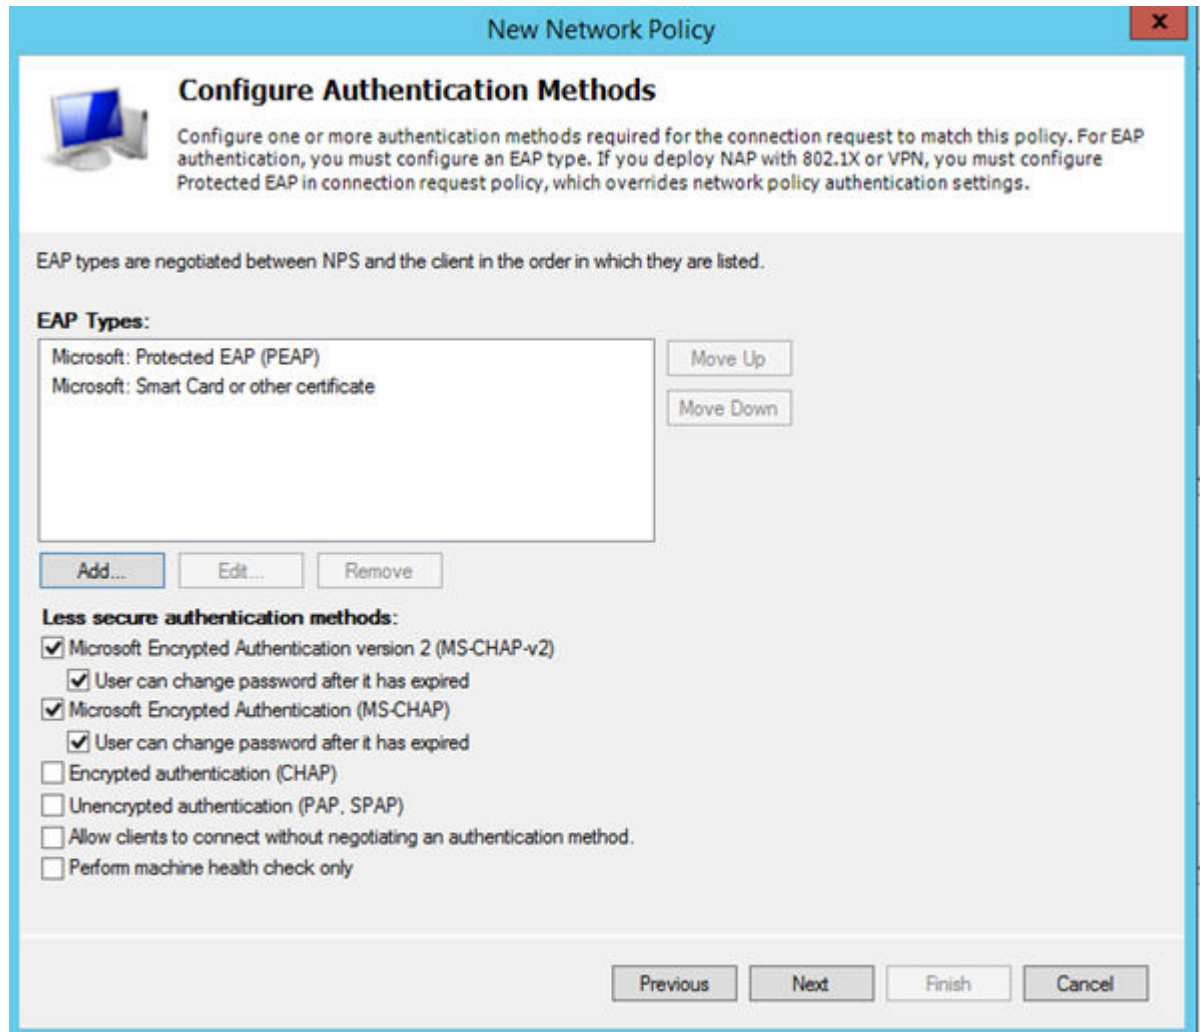 New Network Policy
x
Configure Authentication Methods
Configure one or more authentication methods required for the connection request to match this policy. For EAP
authentication, you must configure an EAP type. If you deploy NAP with 802.1X or VPN, you must configure
Protected EAP in connection request policy, which overrides network policy authentication settings.
EAP types are negotiated between NPS and the client in the order in which they are listed.
EAP Types:
Microsoft: Protected EAP (PEAP)
Microsoft: Smart Card or other certificate
Move Up
Move Down
Add... Edit... Remove
Less secure authentication methods:
Microsoft Encrypted Authentication version 2 (MS-CHAP-v2)
User can change password after it has expired
Microsoft Encrypted Authentication (MS-CHAP)
User can change password after it has expired
Encrypted authentication (CHAP)
Unencrypted authentication (PAP, SPAP)
Allow clients to connect without negotiating an authentication method.
Perform machine health check only
Previous Next Finish Cancel